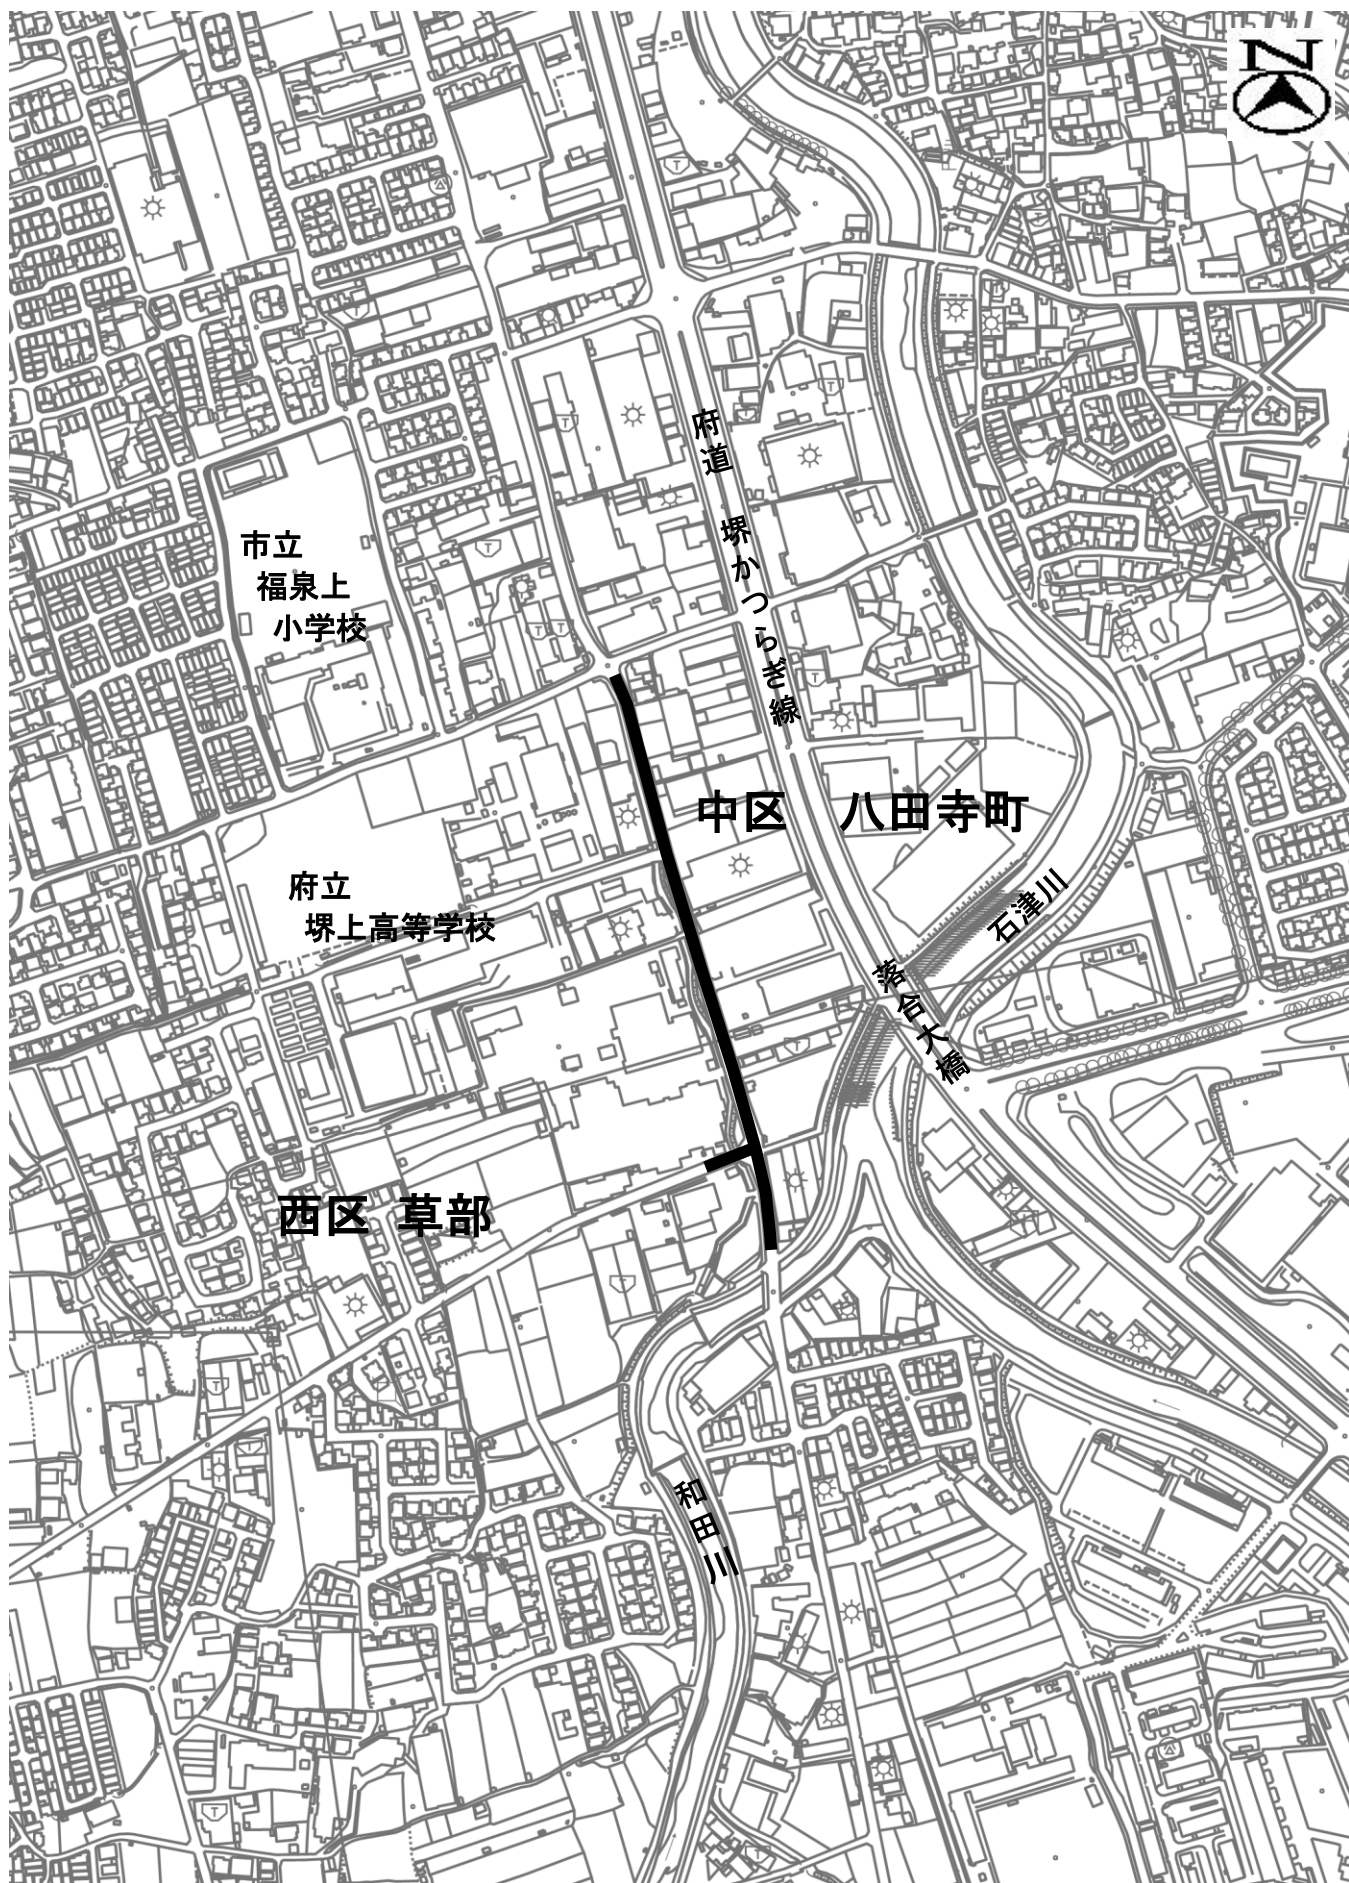 N
府道 堺かつらぎ線
市立
福泉上
小学校
中区 八田寺町
府立
堺上高等学校
石津川
落合大橋
西区 草部
和田川